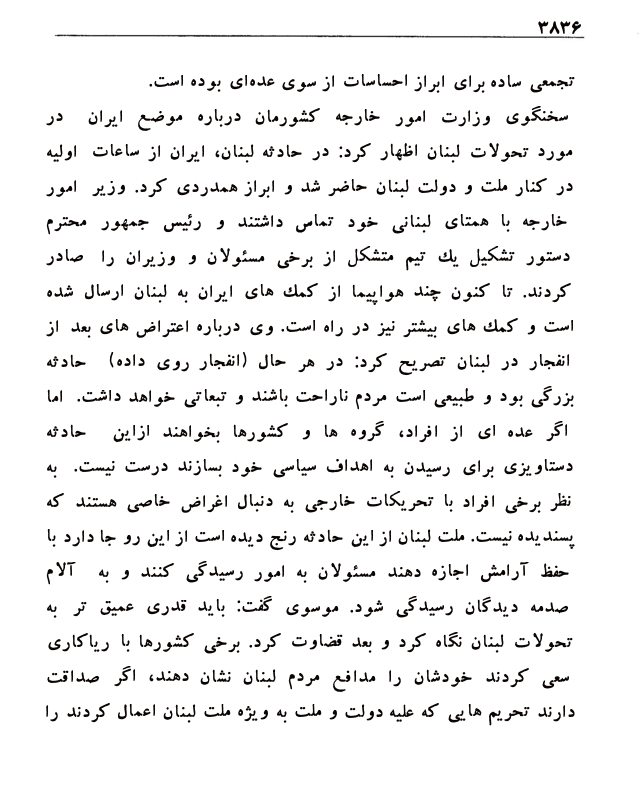 ۳۸۳۶
تجمعی ساده برای ابراز احساسات از سوی عده‌ای بوده است.
سخنگوی وزارت امور خارجه کشورمان درباره موضع ایران در
مورد تحولات لبنان اظهار کرد: در حادثه لبنان، ایران از ساعات اولیه
در کنار ملت و دولت لبنان حاضر شد و ابراز همدردی کرد. وزیر امور
خارجه با همتای لبنانی خود تماس داشتند و رئیس جمهور محترم
دستور تشکیل یك تیم متشکل از برخی مسئولان و وزیران را صادر
کردند. تا کنون چند هواپیما از کمك های ایران به لبنان ارسال شده
است و کمك های بیشتر نیز در راه است. وی درباره اعتراض های بعد از
انفجار در لبنان تصریح کرد: در هر حال (انفجار روی داده) حادثه
بزرگی بود و طبیعی است مردم ناراحت باشند و تبعاتی خواهد داشت. اما
اگر عده ای از افراد، گروه ها و کشورها بخواهند ازاین حادثه
دستاویزی برای رسیدن به اهداف سیاسی خود بسازند درست نیست. به
نظر برخی افراد با تحریکات خارجی به دنبال اغراض خاصی هستند که
پسندیده نیست. ملت لبنان از این حادثه رنج دیده است از این رو جا دارد با
حفظ آرامش اجازه دهند مسئولان به امور رسیدگی کنند و به آلام
صدمه دیدگان رسیدگی شود. موسوی گفت: باید قدری عمیق تر به
تحولات لبنان نگاه کرد و بعد قضاوت کرد. برخی کشورها با ریاکاری
سعی کردند خودشان را مدافع مردم لبنان نشان دهند، اگر صداقت
دارند تحریم هایی که علیه دولت و ملت به ویژه ملت لبنان اعمال کردند را